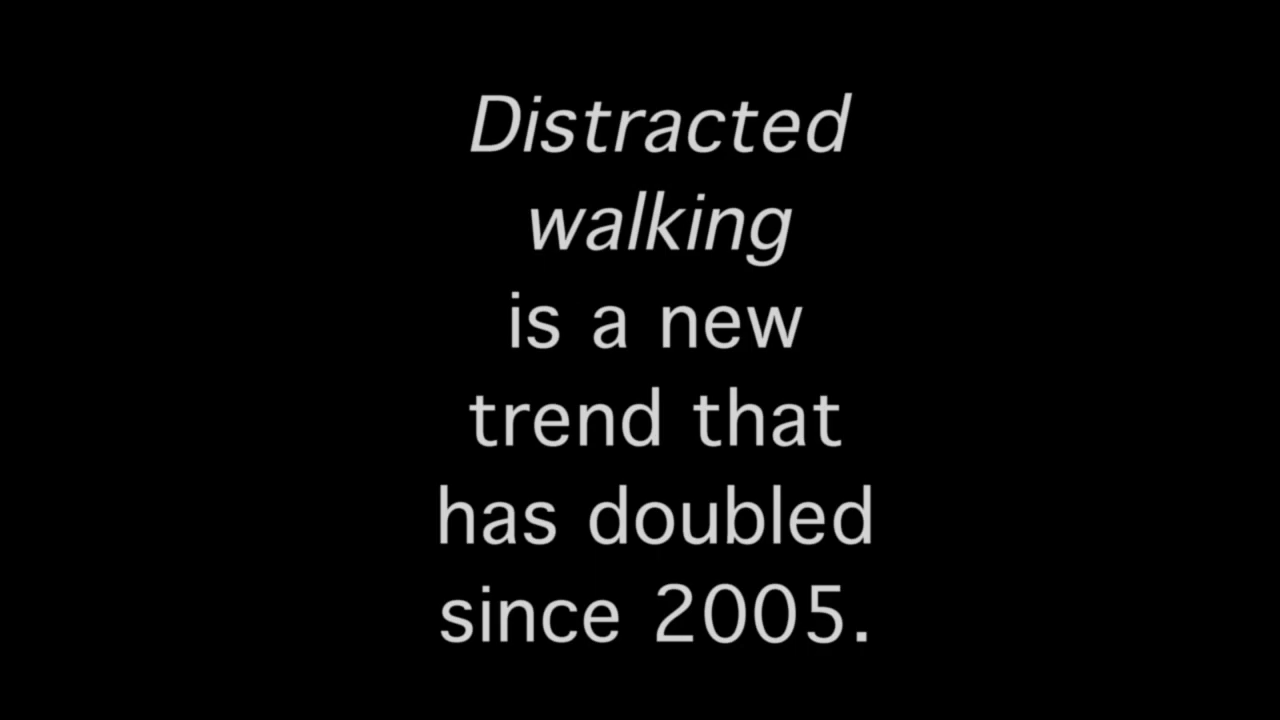 Distracted
walking
is a new
trend that
has doubled
since 2005.